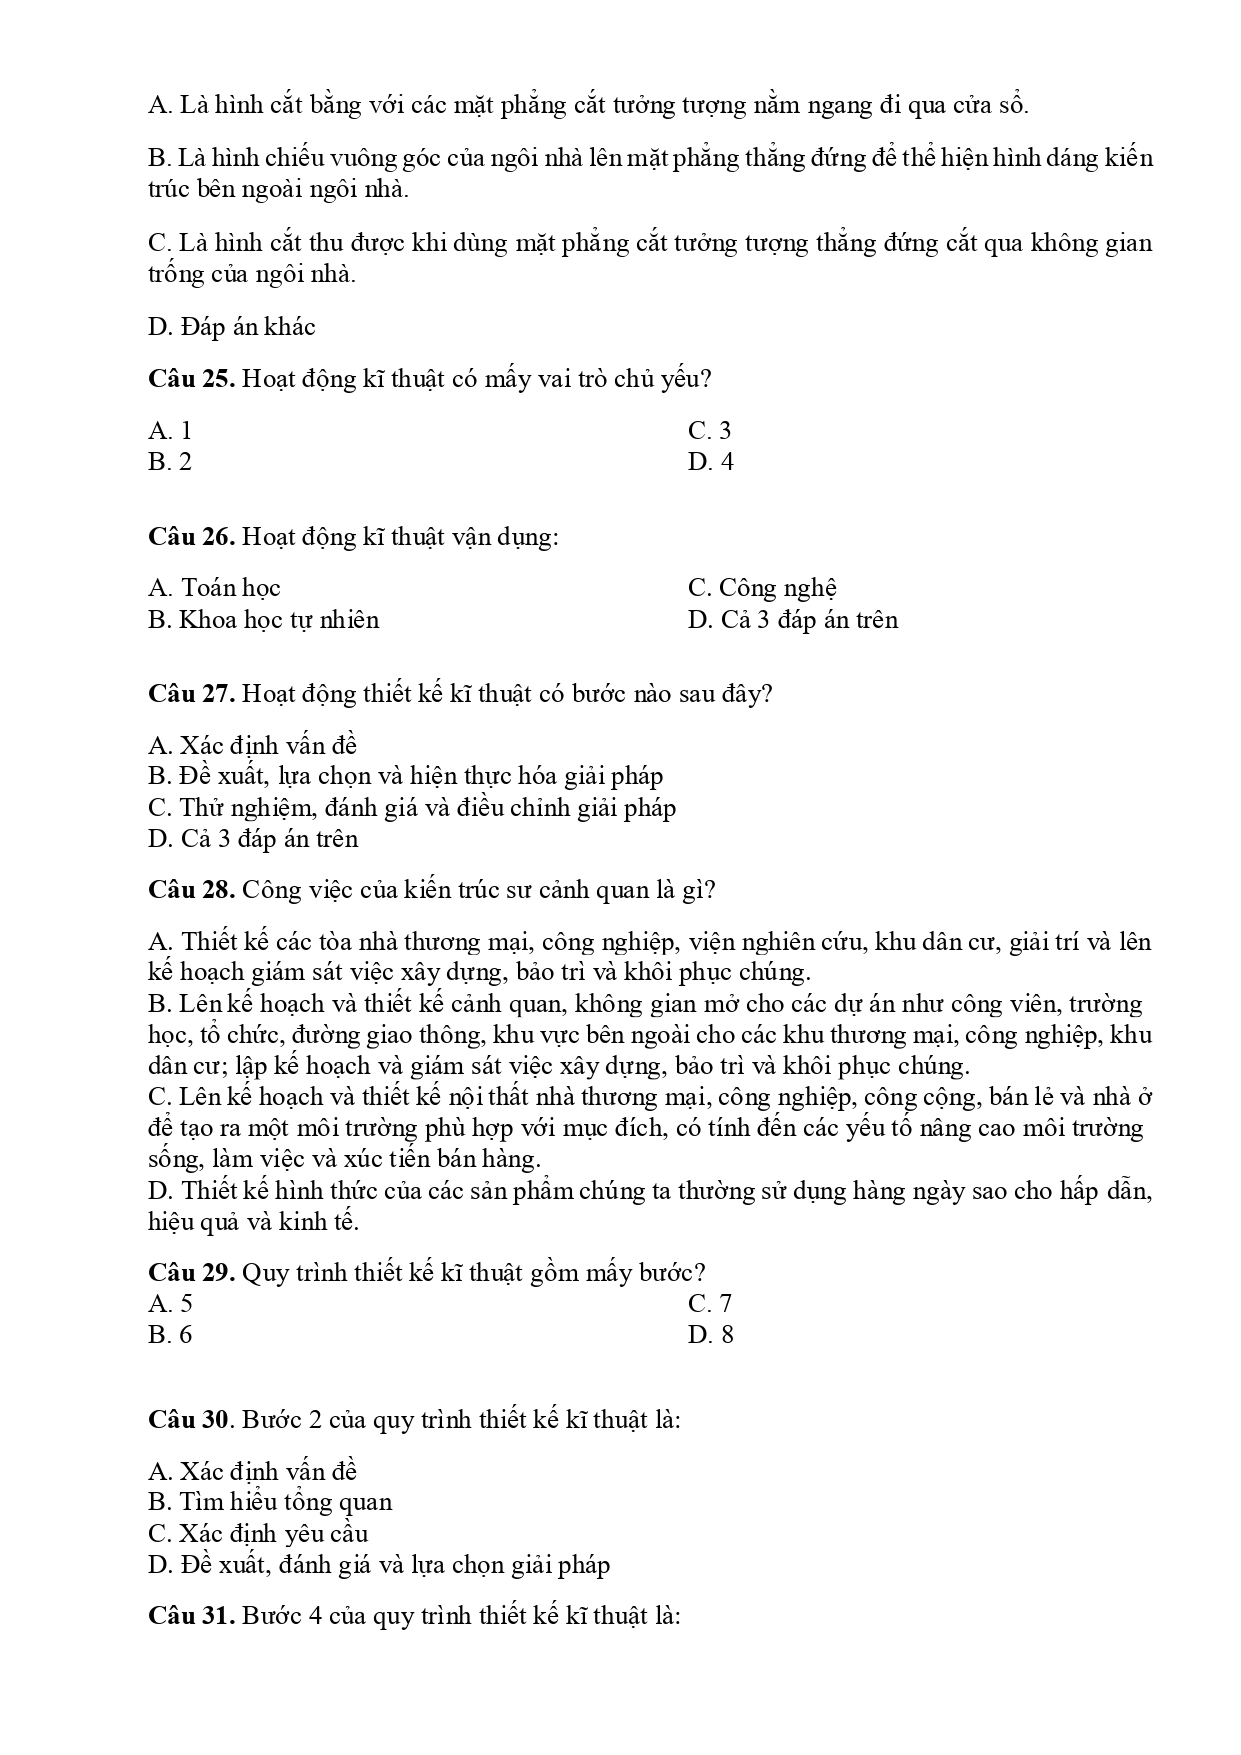 A. Là hình cắt bằng với các mặt phẳng cắt tưởng tượng nằm ngang đi qua cửa sổ.
B. Là hình chiếu vuông góc của ngôi nhà lên mặt phẳng thẳng đứng để thể hiện hình dáng kiến
trúc bên ngoài ngôi nhà.
C. Là hình cắt thu được khi dùng mặt phẳng cắt tưởng tượng thẳng đứng cắt qua không gian
trống của ngôi nhà.
D. Đáp án khác
Câu 25. Hoạt động kĩ thuật có mấy vai trò chủ yếu?
A. 1 C. 3
B. 2 D. 4
Câu 26. Hoạt động kĩ thuật vận dụng:
A. Toán học C. Công nghệ
B. Khoa học tự nhiên D. Cả 3 đáp án trên
Câu 27. Hoạt động thiết kế kĩ thuật có bước nào sau đây?
A. Xác định vấn đề
B. Đề xuất, lựa chọn và hiện thực hóa giải pháp
C. Thử nghiệm, đánh giá và điều chỉnh giải pháp
D. Cả 3 đáp án trên
Câu 28. Công việc của kiến trúc sư cảnh quan là gì?
A. Thiết kế các tòa nhà thương mại, công nghiệp, viện nghiên cứu, khu dân cư, giải trí và lên
kế hoạch giám sát việc xây dựng, bảo trì và khôi phục chúng.
B. Lên kế hoạch và thiết kế cảnh quan, không gian mở cho các dự án như công viên, trường
học, tổ chức, đường giao thông, khu vực bên ngoài cho các khu thương mại, công nghiệp, khu
dân cư; lập kế hoạch và giám sát việc xây dựng, bảo trì và khôi phục chúng.
C. Lên kế hoạch và thiết kế nội thất nhà thương mại, công nghiệp, công cộng, bán lẻ và nhà ở
để tạo ra một môi trường phù hợp với mục đích, có tính đến các yếu tố nâng cao môi trường
sống, làm việc và xúc tiến bán hàng.
D. Thiết kế hình thức của các sản phẩm chúng ta thường sử dụng hàng ngày sao cho hấp dẫn,
hiệu quả và kinh tế.
Câu 29. Quy trình thiết kế kĩ thuật gồm mấy bước?
A. 5 C. 7
B. 6 D. 8
Câu 30. Bước 2 của quy trình thiết kế kĩ thuật là:
A. Xác định vấn đề
B. Tìm hiểu tổng quan
C. Xác định yêu cầu
D. Đề xuất, đánh giá và lựa chọn giải pháp
Câu 31. Bước 4 của quy trình thiết kế kĩ thuật là: